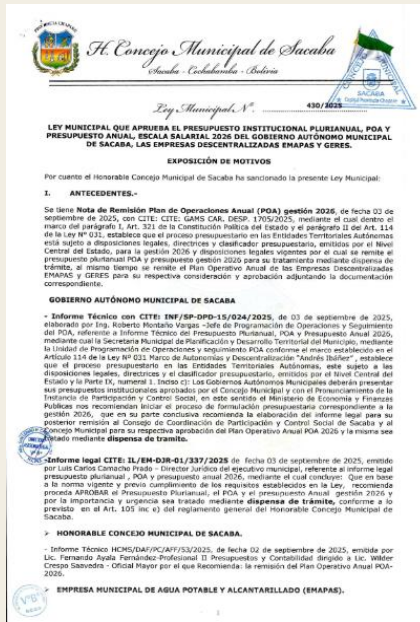 H. Concejo Municipal de Sacaba
Sacaba - Cochabamba - Bolivia
Ley Municipal Nº. 430/2025
LEY MUNICIPAL QUE APRUEBA EL PRESUPUESTO INSTITUCIONAL PLURIANUAL, POA Y
PRESUPUESTO ANUAL, ESCALA SALARIAL 2026 DEL GOBIERNO AUTÓNOMO MUNICIPAL
DE SACABA, LAS EMPRESAS DESCENTRALIZADAS EMAPAS Y GERES.
EXPOSICIÓN DE MOTIVOS
Por cuanto el Honorable Concejo Municipal de Sacaba ha sancionado la presente Ley Municipal:
I. ANTECEDENTES.-
Se tiene Nota de Remisión Plan de Operaciones Anual (POA) gestión 2026, de fecha 03 de
septiembre de 2025, con CITE: CITE: GAMS CAR. DESP. 1705/2025, mediante el cual dentro el
marco del parágrafo I, Art. 321 de la Constitución Política del Estado y el parágrafo II del Art. 114
de la Ley Nº 031, establece que el proceso presupuestario en las Entidades Territoriales Autónomas
está sujeto a disposiciones legales, directrices y clasificador presupuestario, emitidos por el Nivel
Central del Estado, para la gestión 2026 y disposiciones legales vigentes por el cual se remite el
presupuesto plurianual POA y presupuesto gestión 2026 para su tratamiento mediante dispensa de
trámite, al mismo tiempo se remite el Plan Operativo Anual de las Empresas Descentralizadas
EMAPAS y GERES para su respectiva consideración y aprobación adjuntando la documentación
correspondiente.
GOBIERNO AUTÓNOMO MUNICIPAL DE SACABA
- Informe Técnico con CITE: INF/SP-DPD-15/024/2025, de 03 de septiembre de 2025,
elaborado por Ing. Roberto Montaño Vargas -Jefe de Programación de Operaciones y Seguimiento
del POA, referente a Informe Técnico del Presupuesto Plurianual, POA y Presupuesto Anual 2026,
mediante cual la Secretaria Municipal de Planificación y Desarrollo Territorial del Municipio, mediante
la Unidad de Programación de Operaciones y seguimiento POA conforme el marco establecido en el
Artículo 114 de la Ley Nº 031 Marco de Autonomías y Descentralización "Andrés Ibáñez", establece
que el proceso presupuestario en las Entidades Territoriales Autónomas, este sujeto a las
disposiciones legales, directrices y el clasificador presupuestario, emitidos por el Nivel Central del
Estado y la Parte IX, numeral 1. Inciso c): Los Gobiernos Autónomos Municipales deberán presentar
sus presupuestos institucionales aprobados por el Concejo Municipal y con el Pronunciamiento de la
Instancia de Participación y Control Social, en este sentido el Ministerio de Economía y Finanzas
Publicas nos recomiendan iniciar el proceso de formulación presupuestaria correspondiente a la
gestión 2026, que en su parte conclusiva recomienda la elaboración del informe legal para su
posterior remisión al Consejo de Coordinación de Participación y Control Social de Sacaba y al
Concejo Municipal para su respectiva aprobación del Plan Operativo Anual POA 2026 y la misma sea
tratado mediante dispensa de tramite.
-Informe legal CITE: IL/EM-DJR-01/337/2025 de fecha 03 de septiembre de 2025, emitido
por Luis Carlos Camacho Prado - Director Jurídico del ejecutivo municipal, referente al informe legal
presupuesto plurianual , POA y presupuesto anual 2026, mediante el cual concluye: Que en base
a la norma vigente y previo cumplimiento de los requisitos establecidos en la Ley, recomienda
proceda APROBAR el Presupuesto Plurianual, el POA y el presupuesto Anual gestión 2026 y
por la importancia y urgencia sea tratado mediante dispensa de trámites, conforme a lo
previsto en el Art. 105 inc e) del reglamento general del Honorable Concejo Municipal de
Sacaba.
➢ HONORABLE CONCEJO MUNICIPAL DE SACABA.
- Informe Técnico HCMS/DAF/PC/AFF/53/2025, de fecha 02 de septiembre de 2025, emitida por
Lic. Fernando Ayala Fernández-Profesional II Presupuestos y Contabilidad dirigido a Lic. Wilder
Crespo Saavedra - Oficial Mayor por el que Recomienda: la remisión del Plan Operativo Anual POA-
2026.
➢ EMPRESA MUNICIPAL DE AGUA POTABLE Y ALCANTARILLADO (EMAPAS).
1